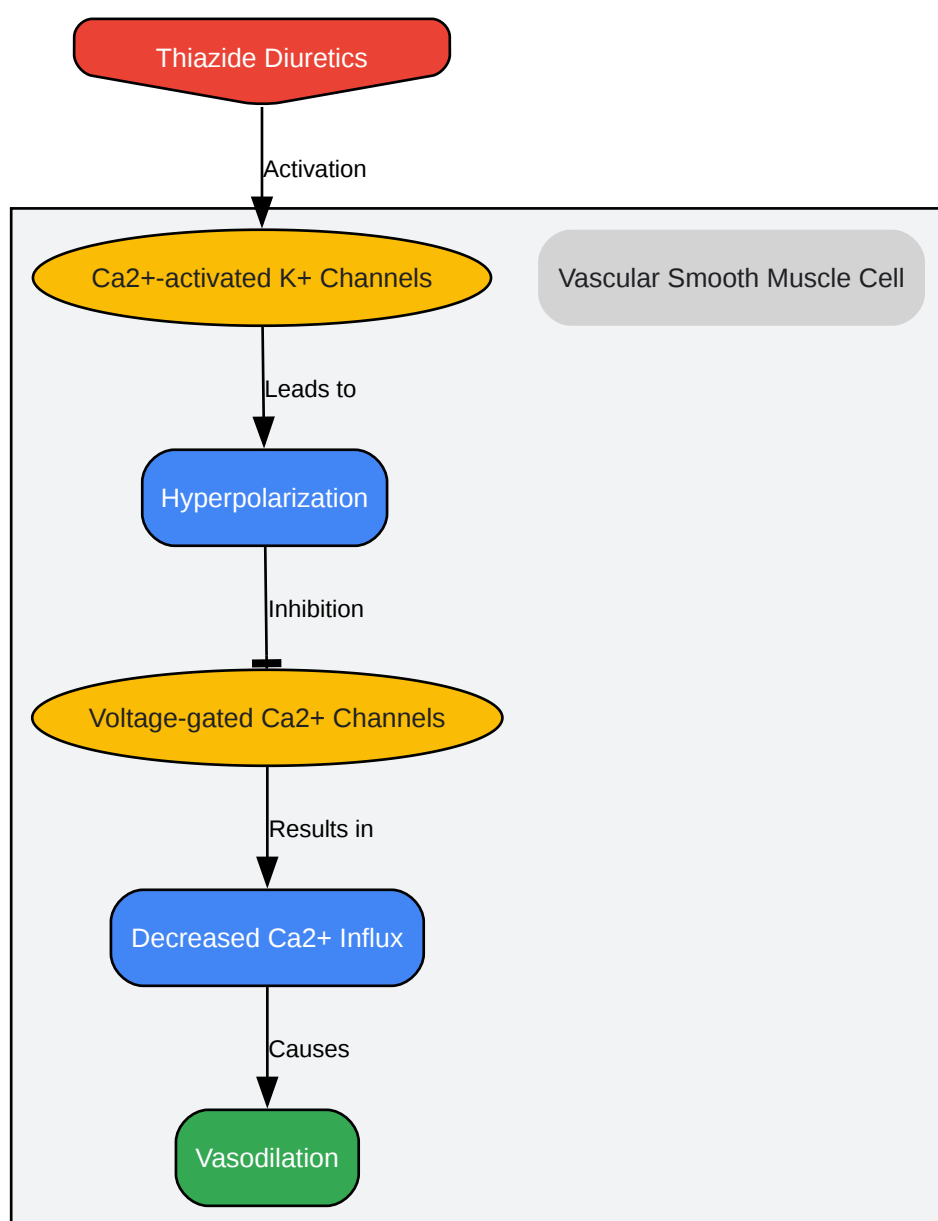 Thiazide Diuretics
Activation
Ca2+-activated K+ Channels
Vascular Smooth Muscle Cell
Leads to
Hyperpolarization
Inhibition
Voltage-gated Ca2+ Channels
Results in
Decreased Ca2+ Influx
Causes
Vasodilation